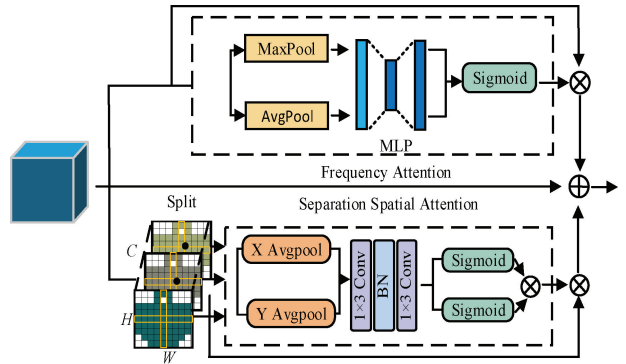 MaxPool
Sigmoid
AvgPool
MLP
Frequency Attention
Split
Separation Spatial Attention
C
X Avgpool
1×3 Conv
BN
1×3 Conv
Sigmoid
H
Y Avgpool
Sigmoid
W